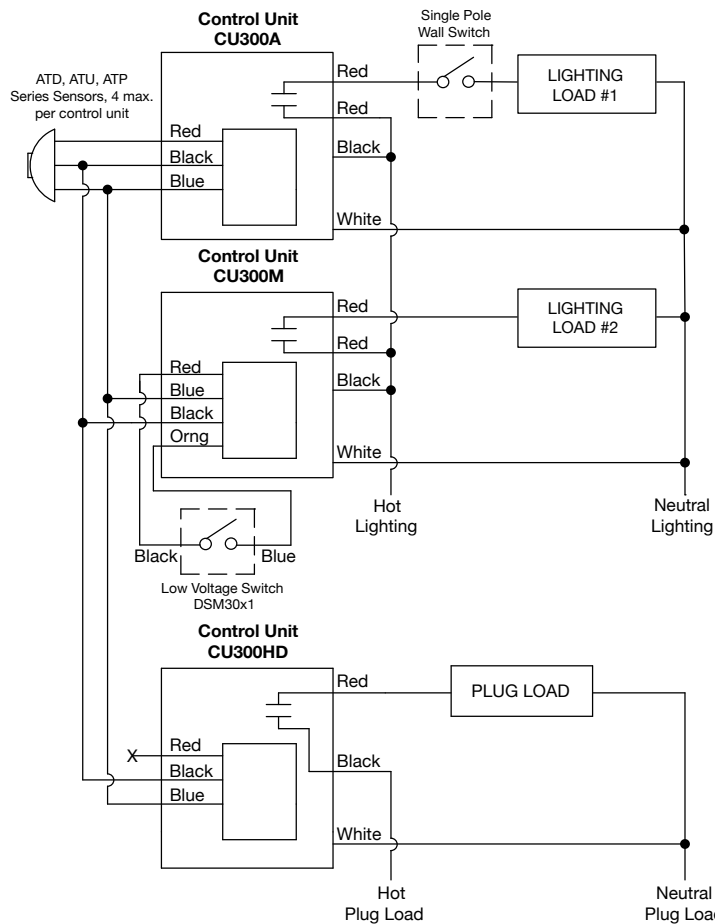 Control Unit
CU300A
Single Pole
Wall Switch
ATD, ATU, ATP
Series Sensors, 4 max.
per control unit
Red
LIGHTING
LOAD #1
Red
Red
Black
Black
Blue
White
Control Unit
CU300M
Red
LIGHTING
LOAD #2
Red
Red
Black
Blue
Black
Orng
White
Hot
Lighting
Neutral
Lighting
Black
Blue
Low Voltage Switch
DSM30x1
Control Unit
CU300HD
Red
PLUG LOAD
X
Red
Black
Black
Blue
White
Hot
Plug Load
Neutral
Plug Load